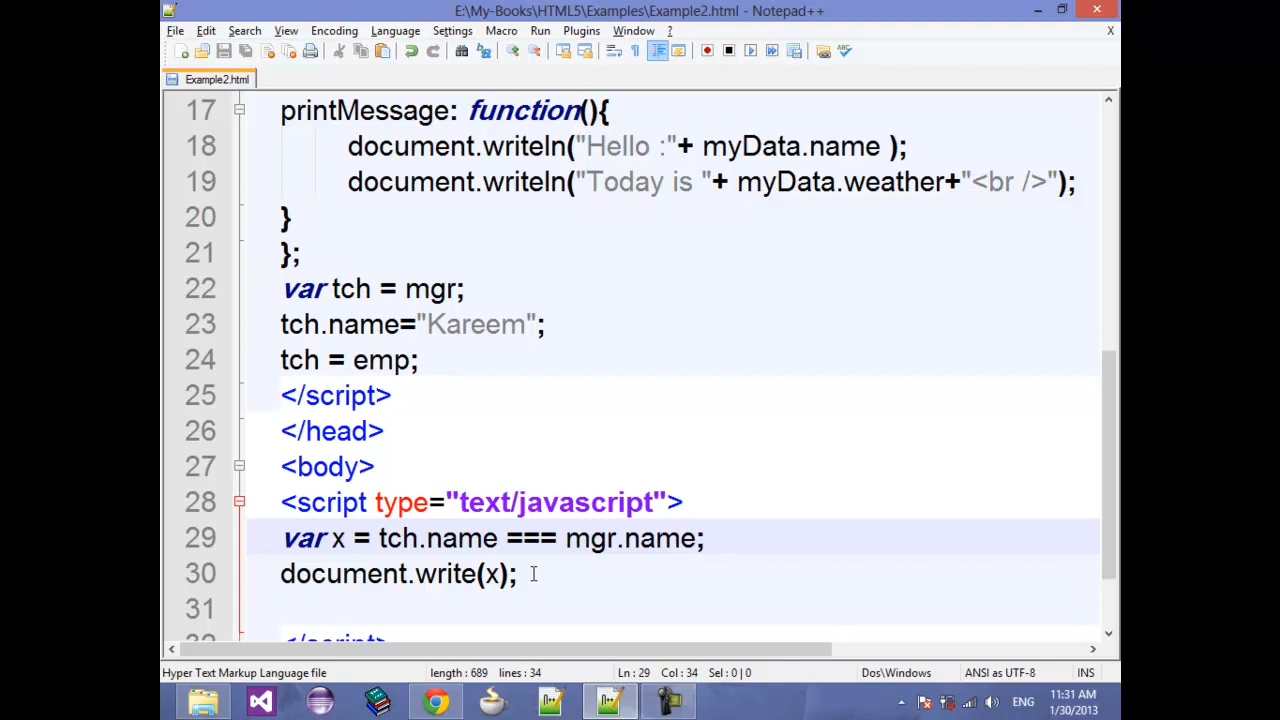 E:\My-Books\HTML5\Examples\Example2.html - Notepad++
File Edit Search View Encoding Language Settings Macro Run Plugins Window ? X
Example2.html
17 printMessage: function(){
18 document.writeln("Hello :"+ myData.name );
19 document.writeln("Today is "+ myData.weather+"<br />");
20 }
21 };
22 var tch = mgr;
23 tch.name="Kareem";
24 tch = emp;
25 </script>
26 </head>
27 <body>
28 <script type="text/javascript">
29 var x = tch.name === mgr.name;
30 document.write(x);
31
32 </script>
Hyper Text Markup Language file length : 689 lines : 34 Ln : 29 Col : 34 Sel : 0 | 0 Dos\Windows ANSI as UTF-8 INS
ENG 11:31 AM
1/30/2013